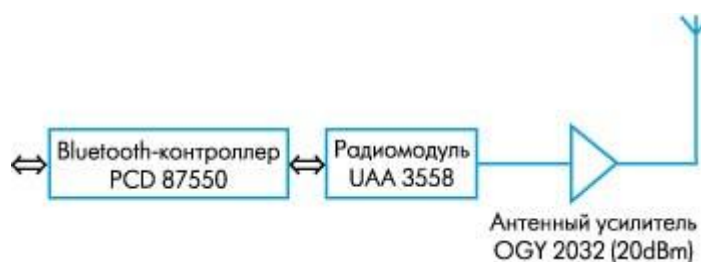 Bluetooth-контроллер
PCD 87550
Радиомодуль
UAA 3558
Антенный усилитель
OGY 2032 (20dBm)